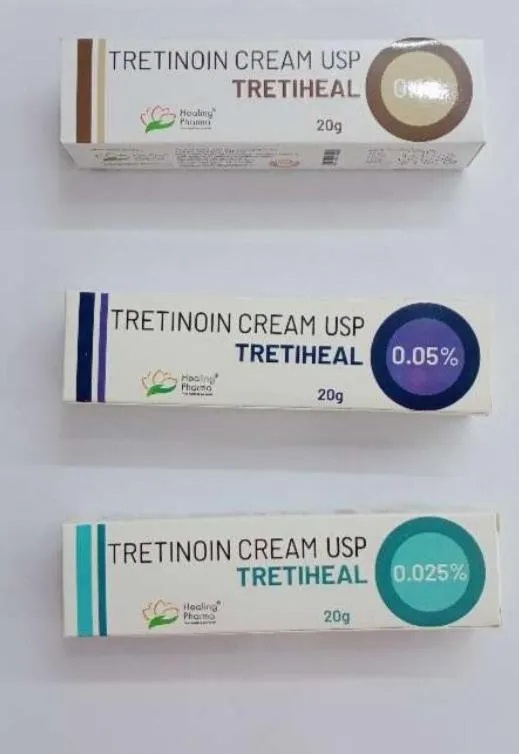 TRETINOIN CREAM USP
TRETIHEAL
Healing
Pharma
20g
TRETINOIN CREAM USP
TRETIHEAL
0.05%
Healing
Pharma
20g
TRETINOIN CREAM USP
TRETIHEAL
0.025%
Healing
Pharma
20g